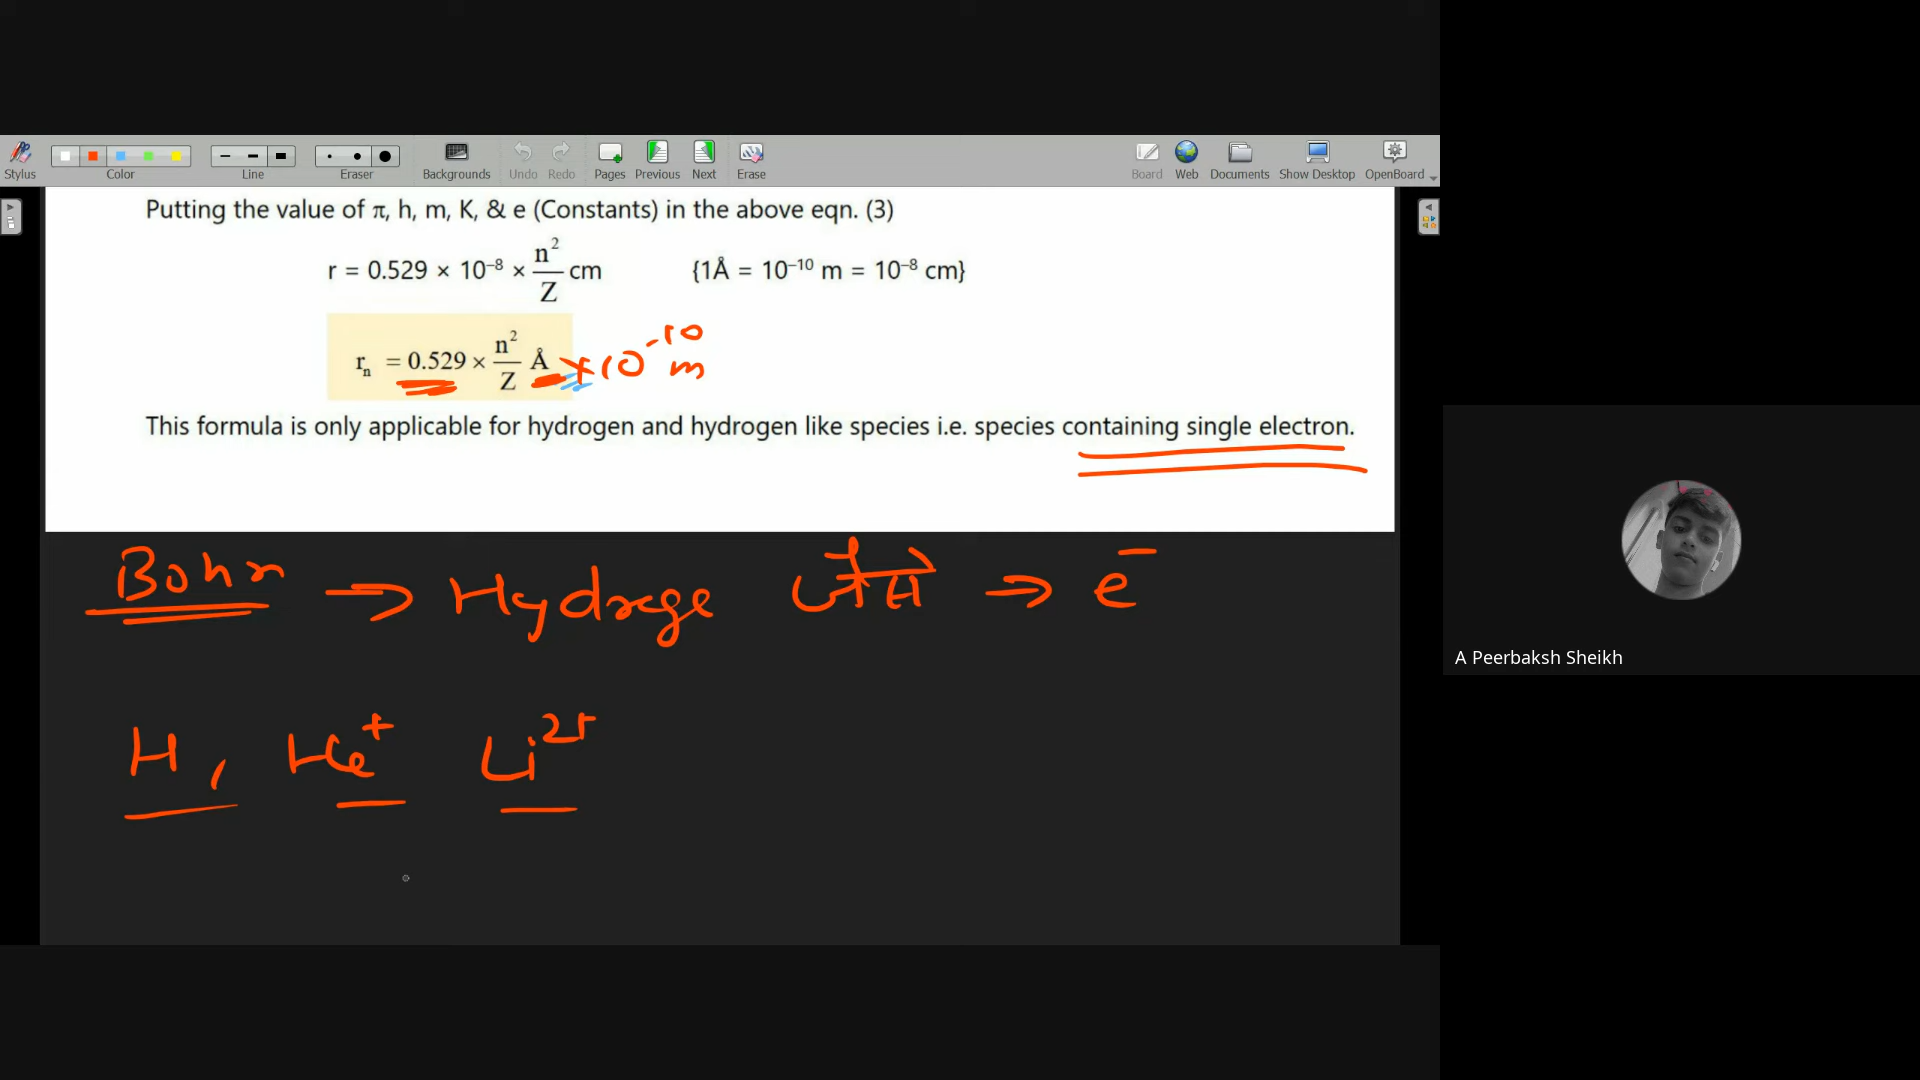 Stylus Color Line Eraser Backgrounds Undo Redo Pages Previous Next Erase Board Web Documents Show Desktop OpenBoard
Putting the value of π, h, m, K, & e (Constants) in the above eqn. (3)
r = 0.529 × 10⁻⁸ × n²/Z cm {1Å = 10⁻¹⁰ m = 10⁻⁸ cm}
rₙ = 0.529 × n²/Z Å ×10⁻¹⁰ m
This formula is only applicable for hydrogen and hydrogen like species i.e. species containing single electron.
Bohr → Hydroge → e⁻
H, He⁺ Li²⁺
A Peerbaksh Sheikh